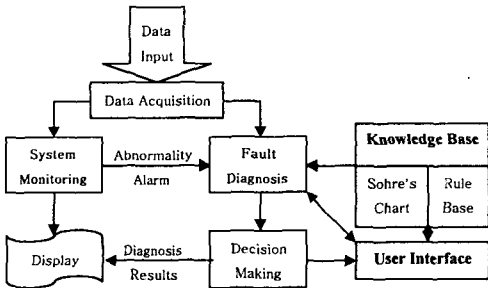 Data
Input
Data Acquisition
System
Monitoring
Abnormality
Alarm
Fault
Diagnosis
Knowledge Base
Sohre's
Chart
Rule
Base
Display
Diagnosis
Results
Decision
Making
User Interface